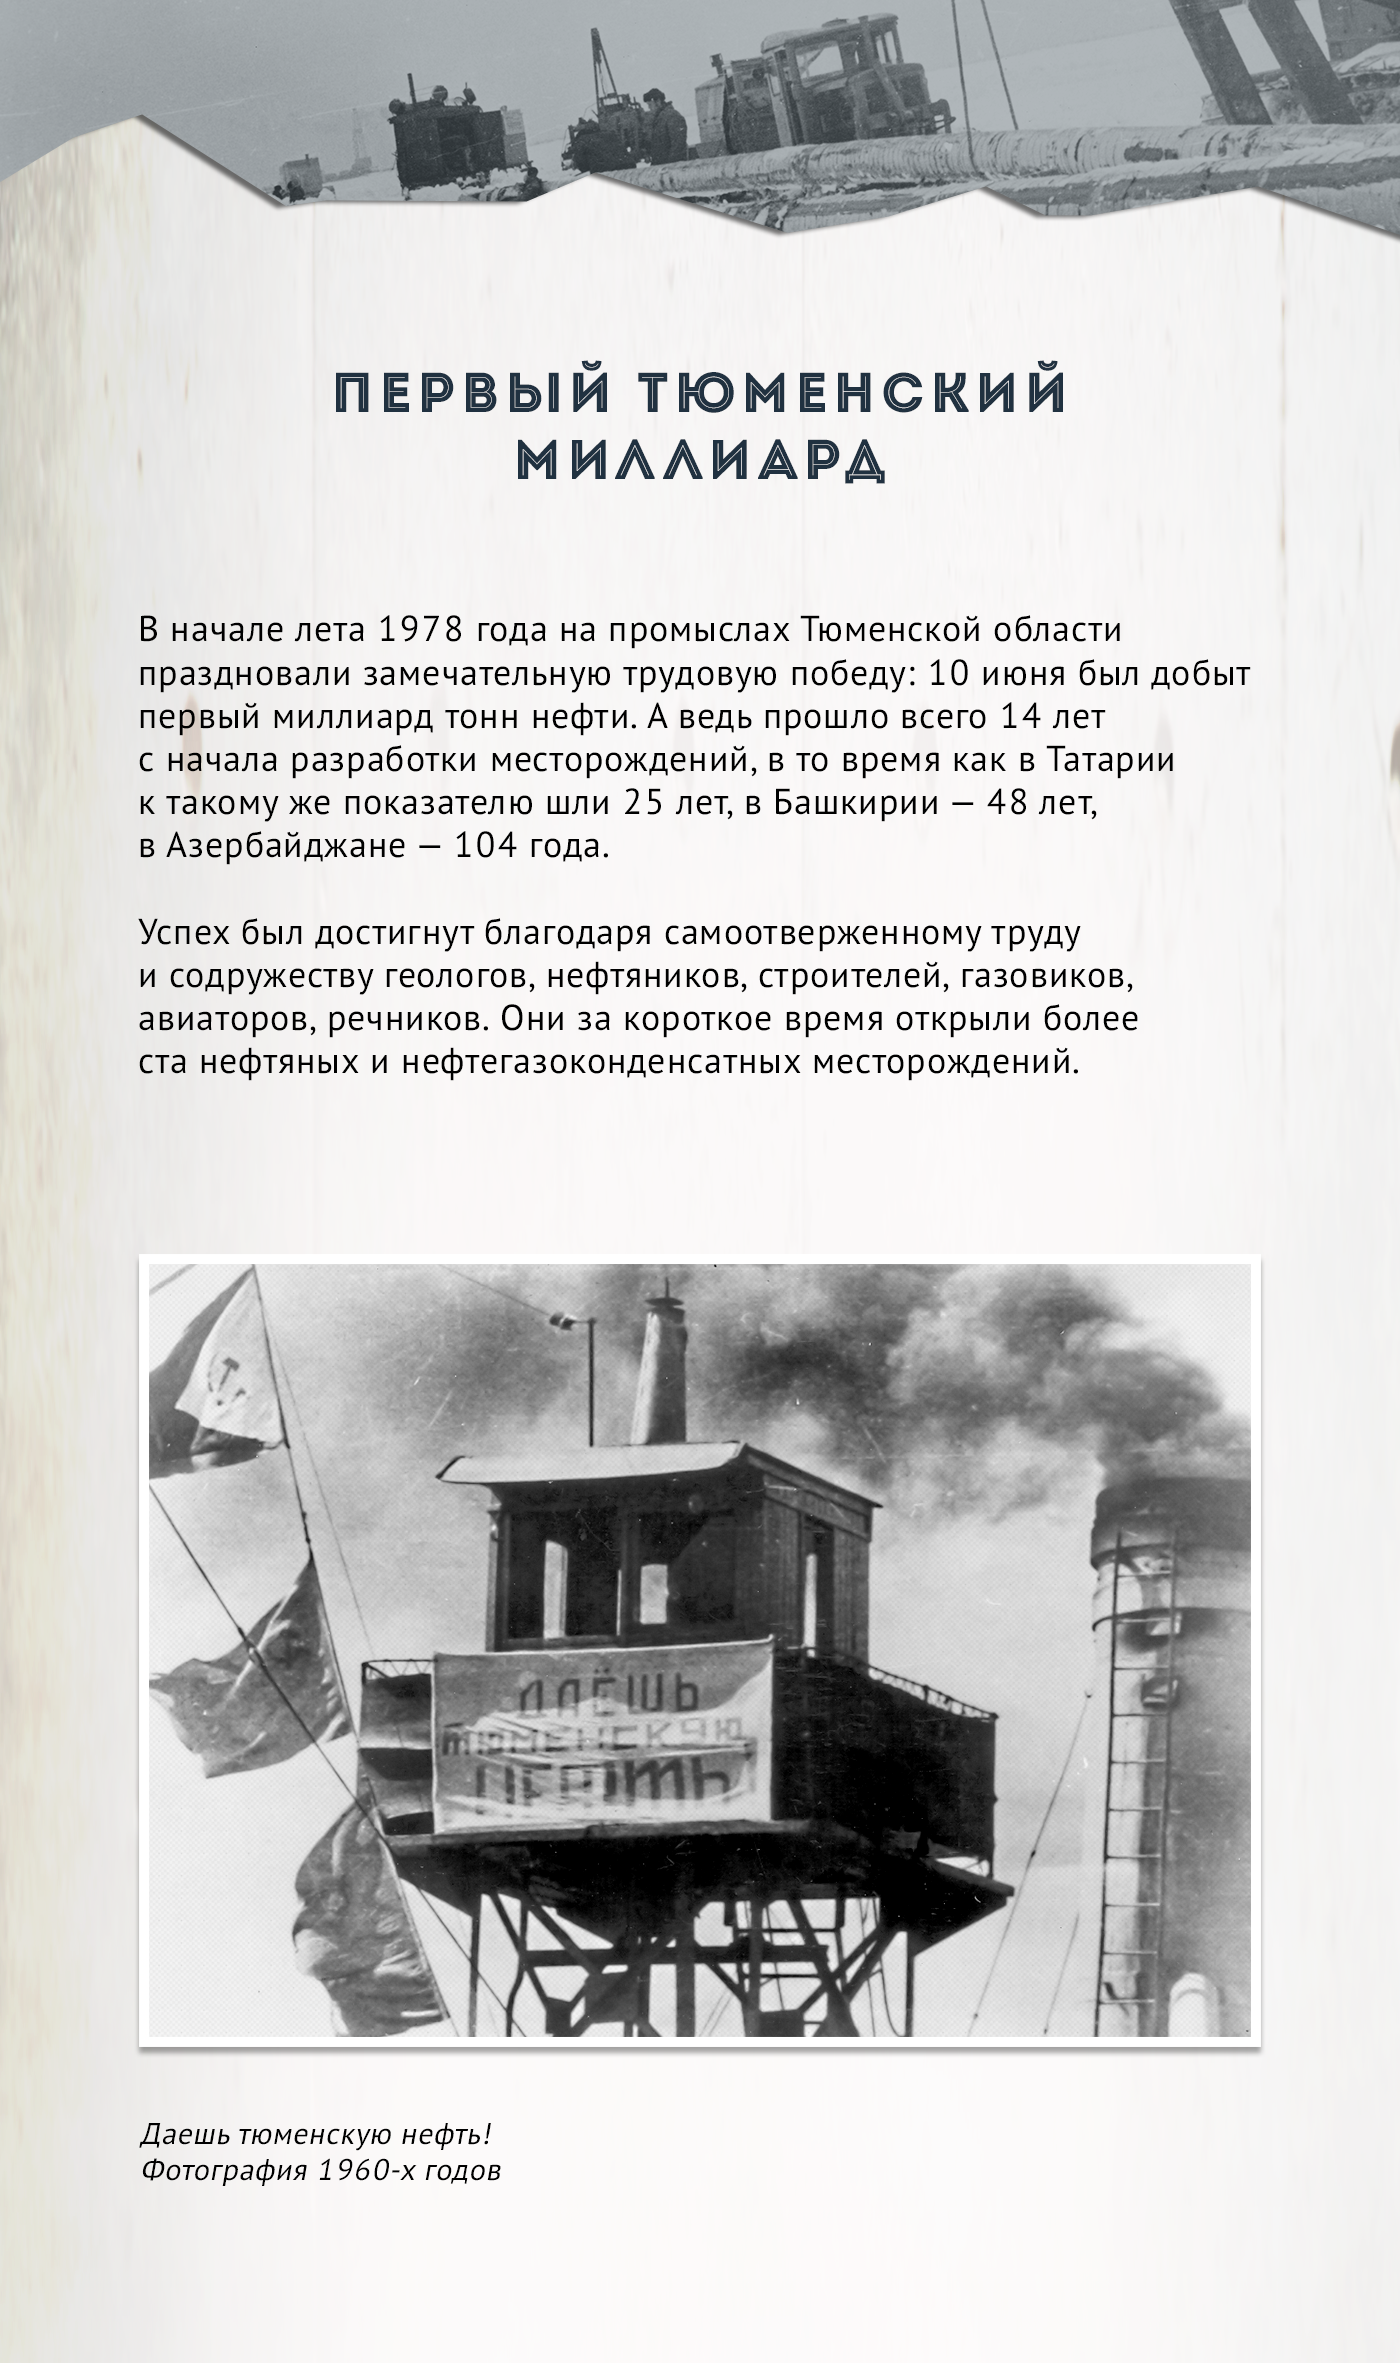 ПЕРВЫЙ ТЮМЕНСКИЙ
МИЛЛИАРД
В начале лета 1978 года на промыслах Тюменской области
праздновали замечательную трудовую победу: 10 июня был добыт
первый миллиард тонн нефти. А ведь прошло всего 14 лет
с начала разработки месторождений, в то время как в Татарии
к такому же показателю шли 25 лет, в Башкирии — 48 лет,
в Азербайджане — 104 года.
Успех был достигнут благодаря самоотверженному труду
и содружеству геологов, нефтяников, строителей, газовиков,
авиаторов, речников. Они за короткое время открыли более
ста нефтяных и нефтегазоконденсатных месторождений.
ДАЁШЬ
ТЮМЕНСКУЮ
НЕФТЬ
Даешь тюменскую нефть!
Фотография 1960-х годов